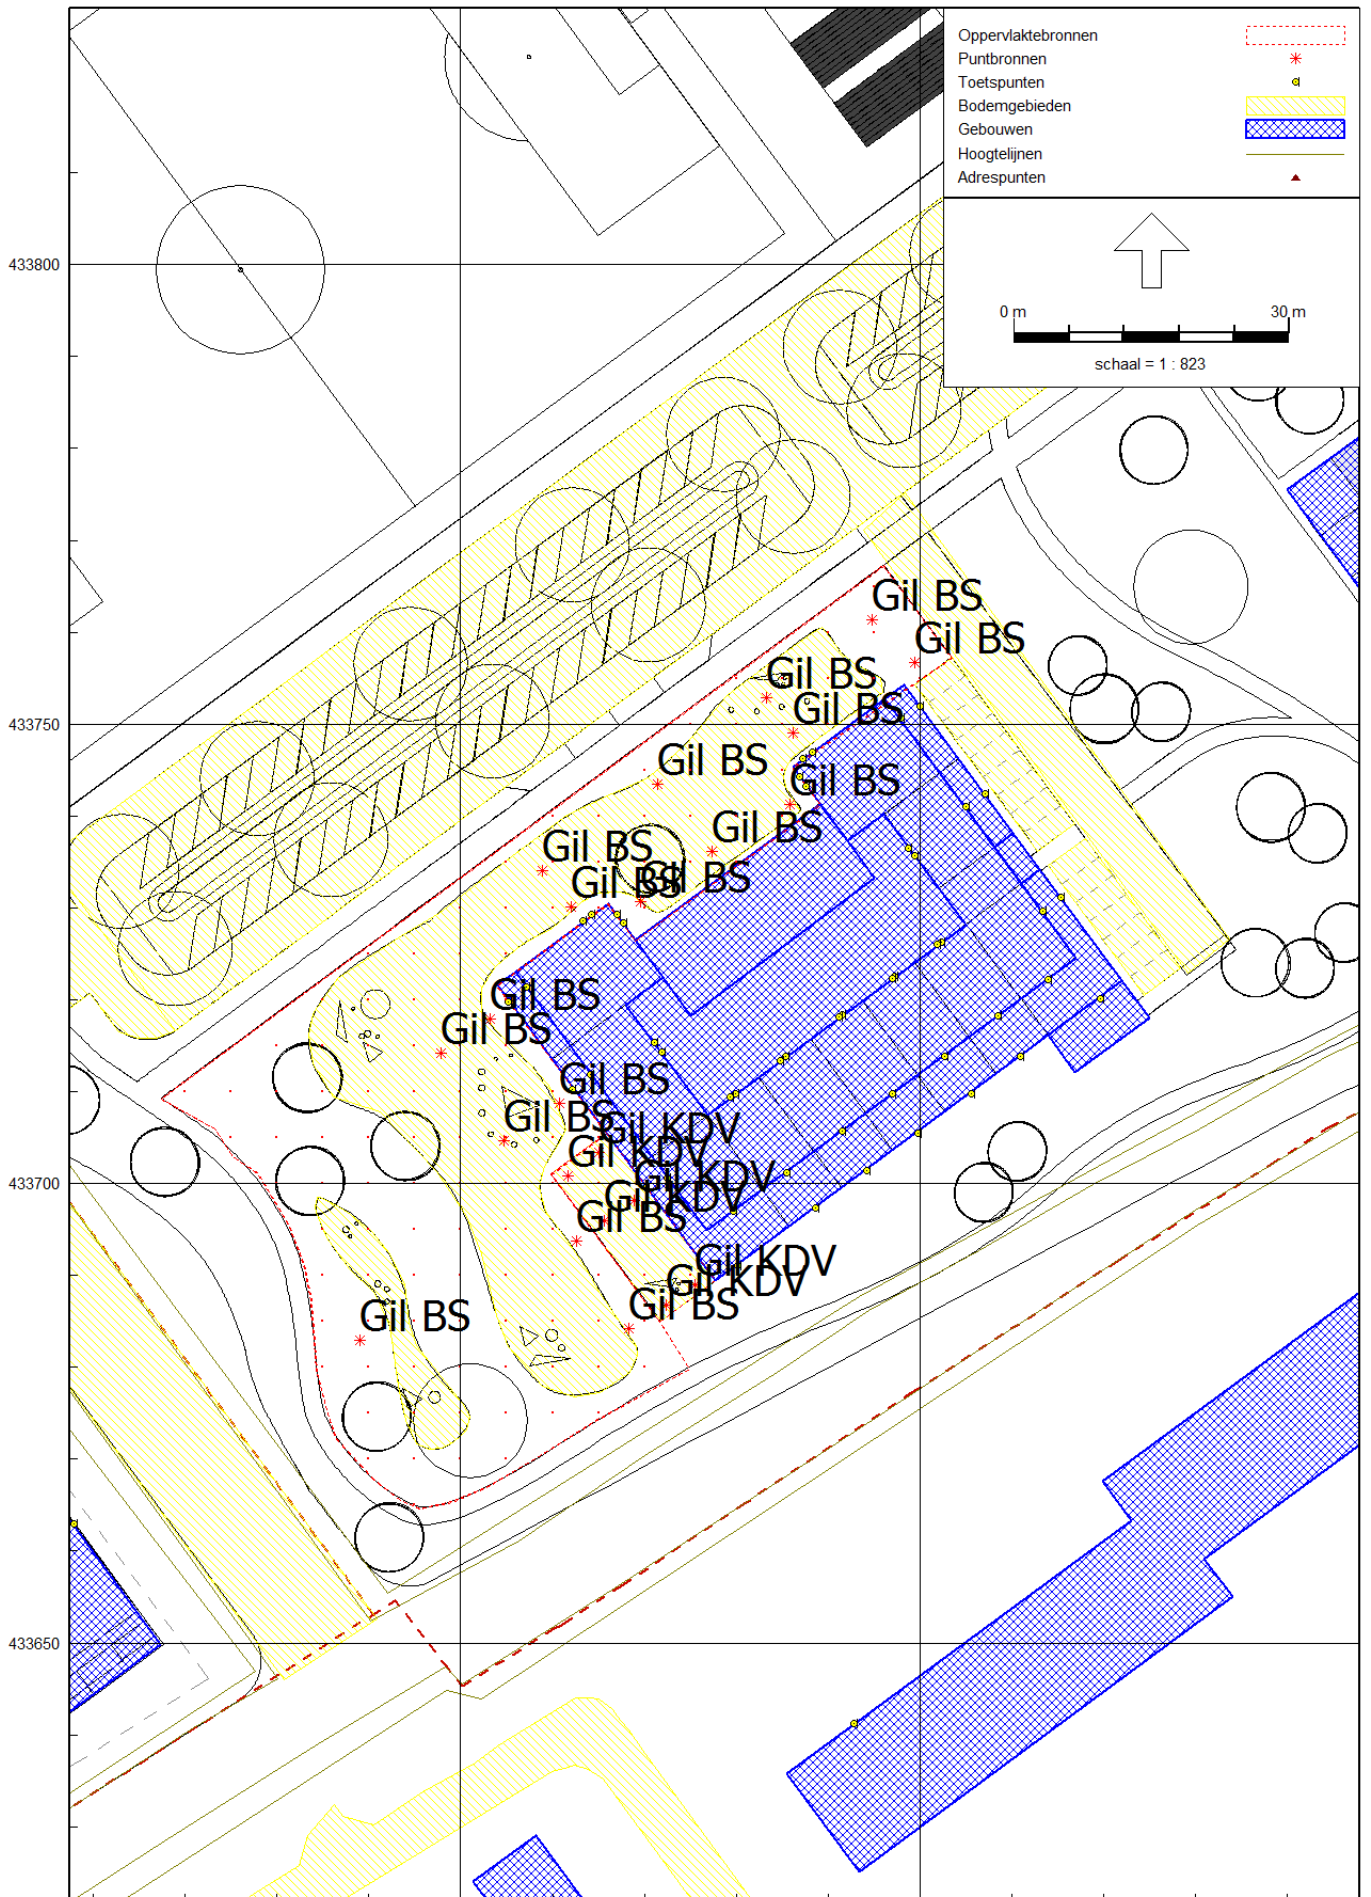 Oppervlaktebronnen
Puntbronnen
Toetspunten
Bodemgebieden
Gebouwen
Hoogtelijnen
Adrespunten
0 m 30 m
schaal = 1 : 823
433800
Gil BS
Gil BS
Gil BS
Gil BS
433750
Gil BS
Gil BS
Gil BS
Gil BS
Gil BS
Gil BS
Gil BS
Gil BS
Gil BS
Gil BS
Gil KDV
Gil KDV
Gil KDV
433700
Gil KDV
Gil BS
Gil KDV
Gil KDV
Gil BS
Gil BS
433650